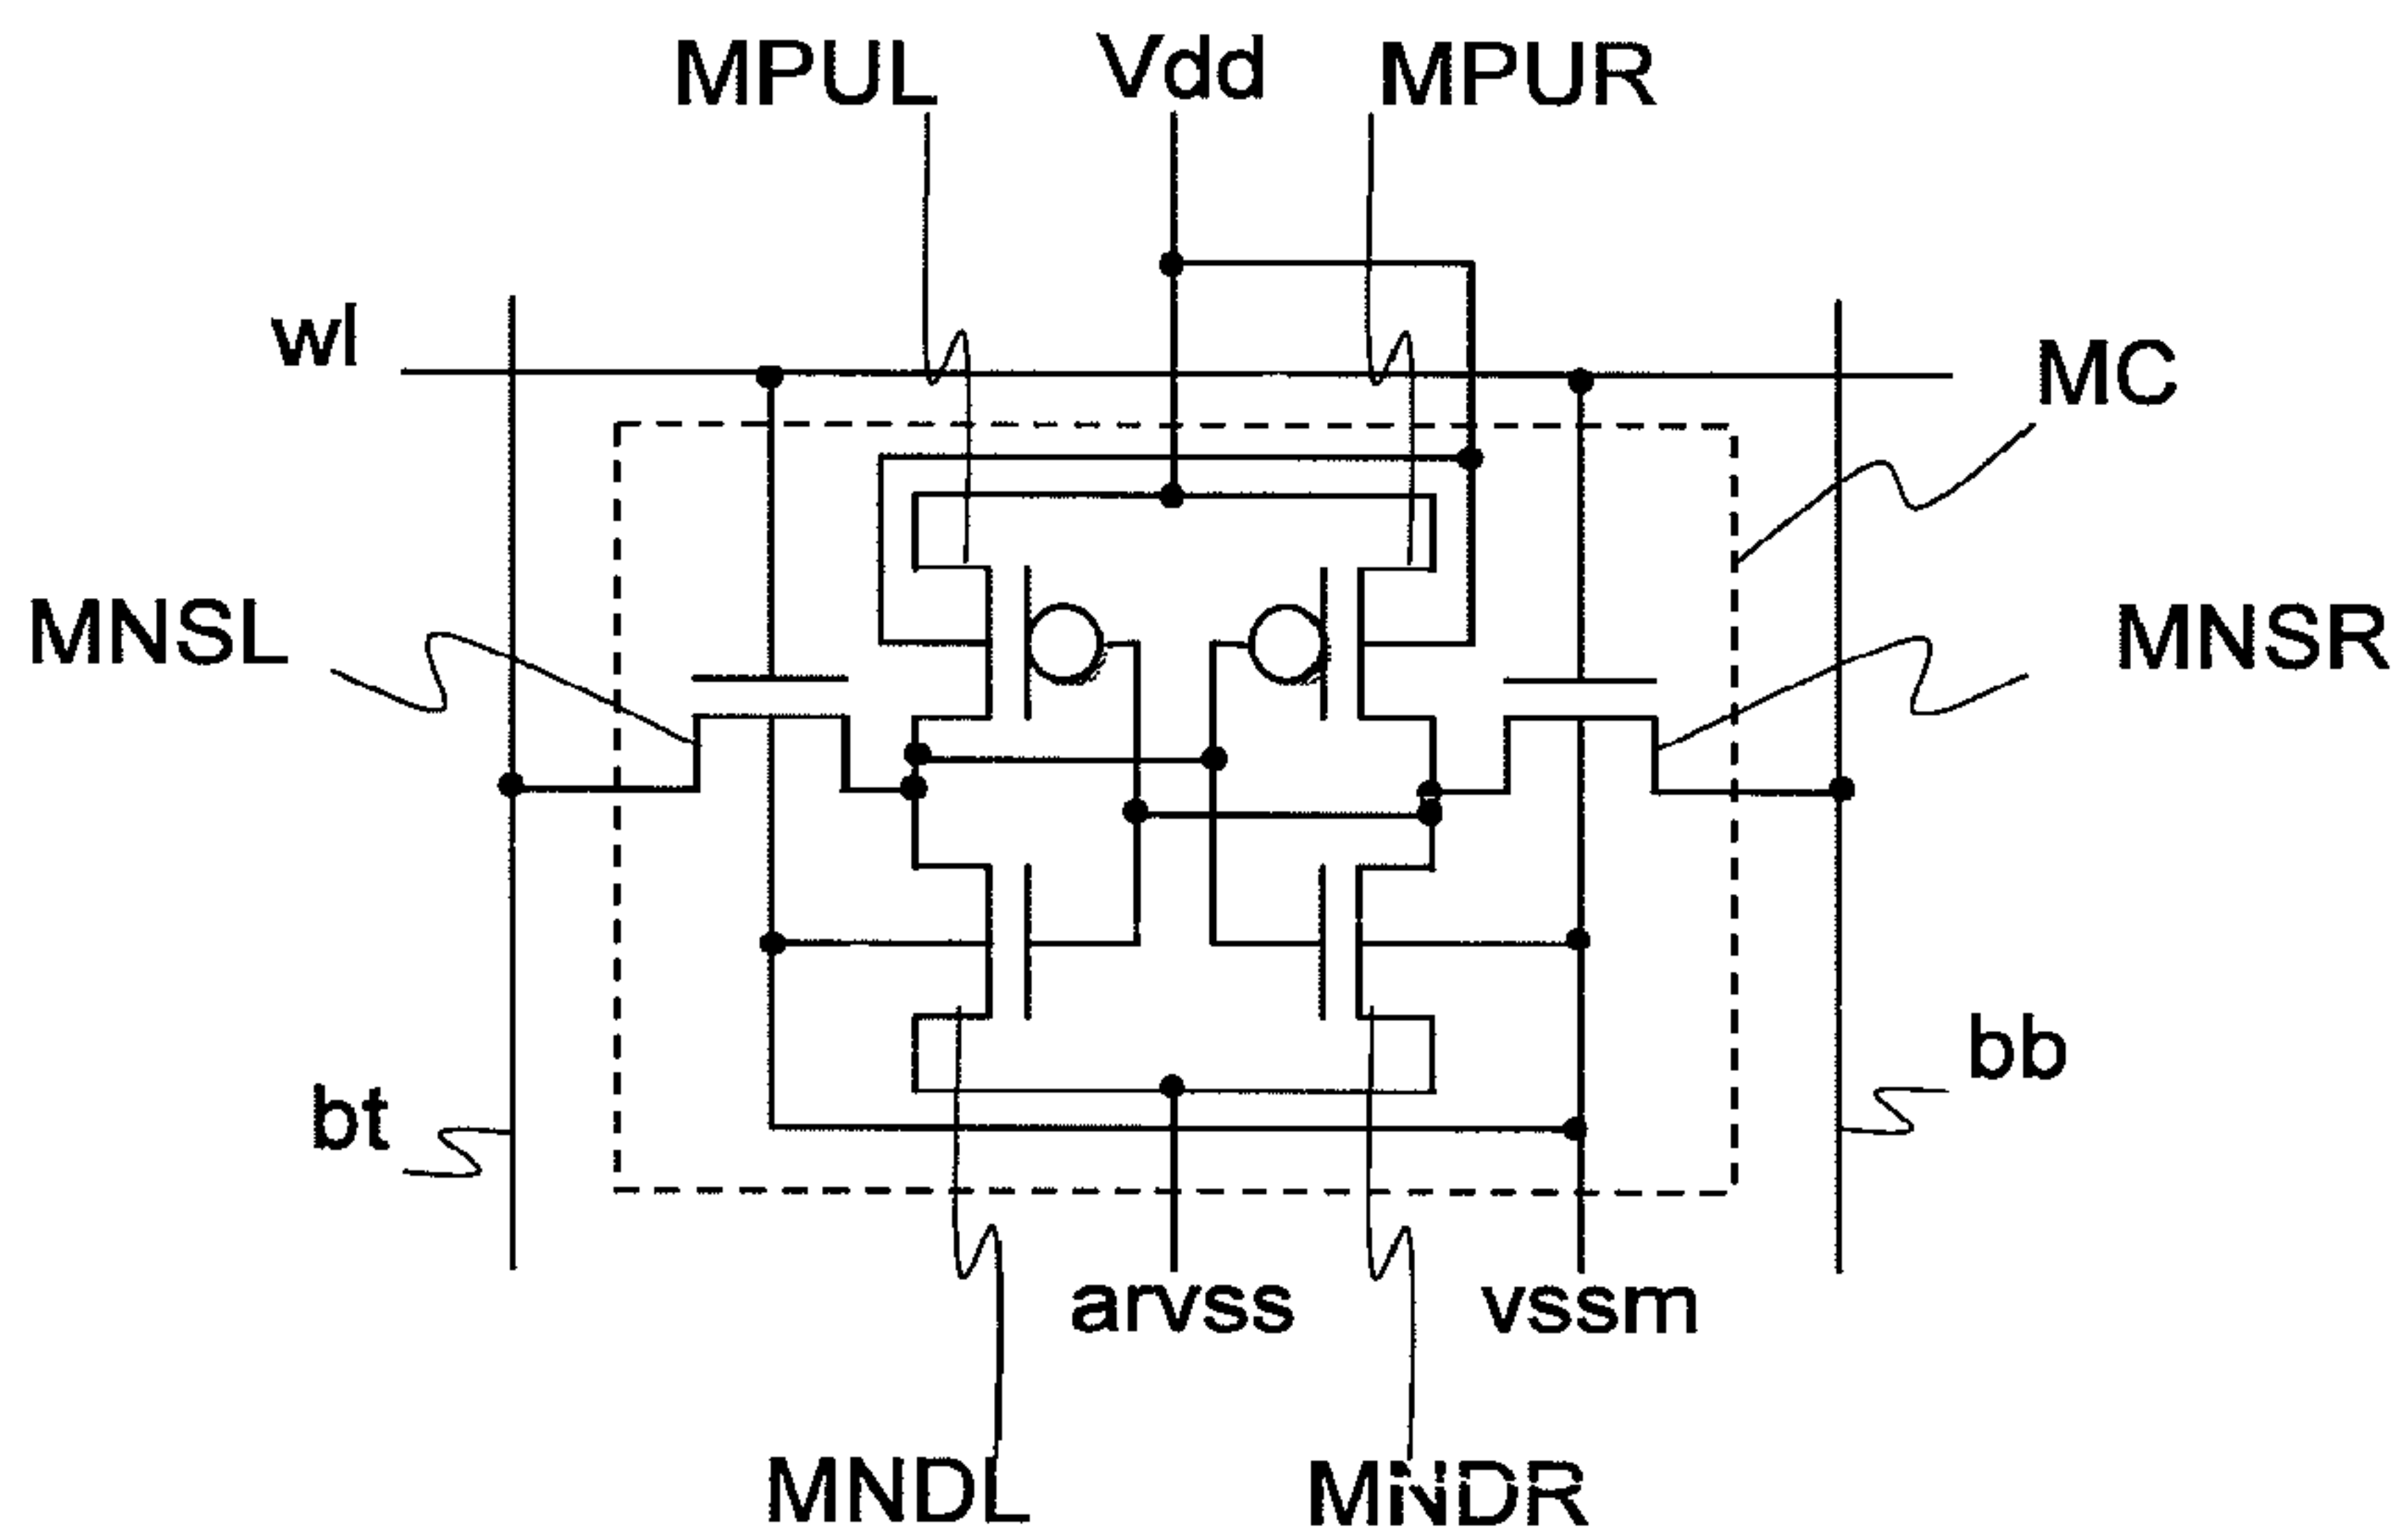 MPUL Vdd MPUR
wl
MC
MNSL
MNSR
bb
bt
arvss vssm
MNDL MNDR